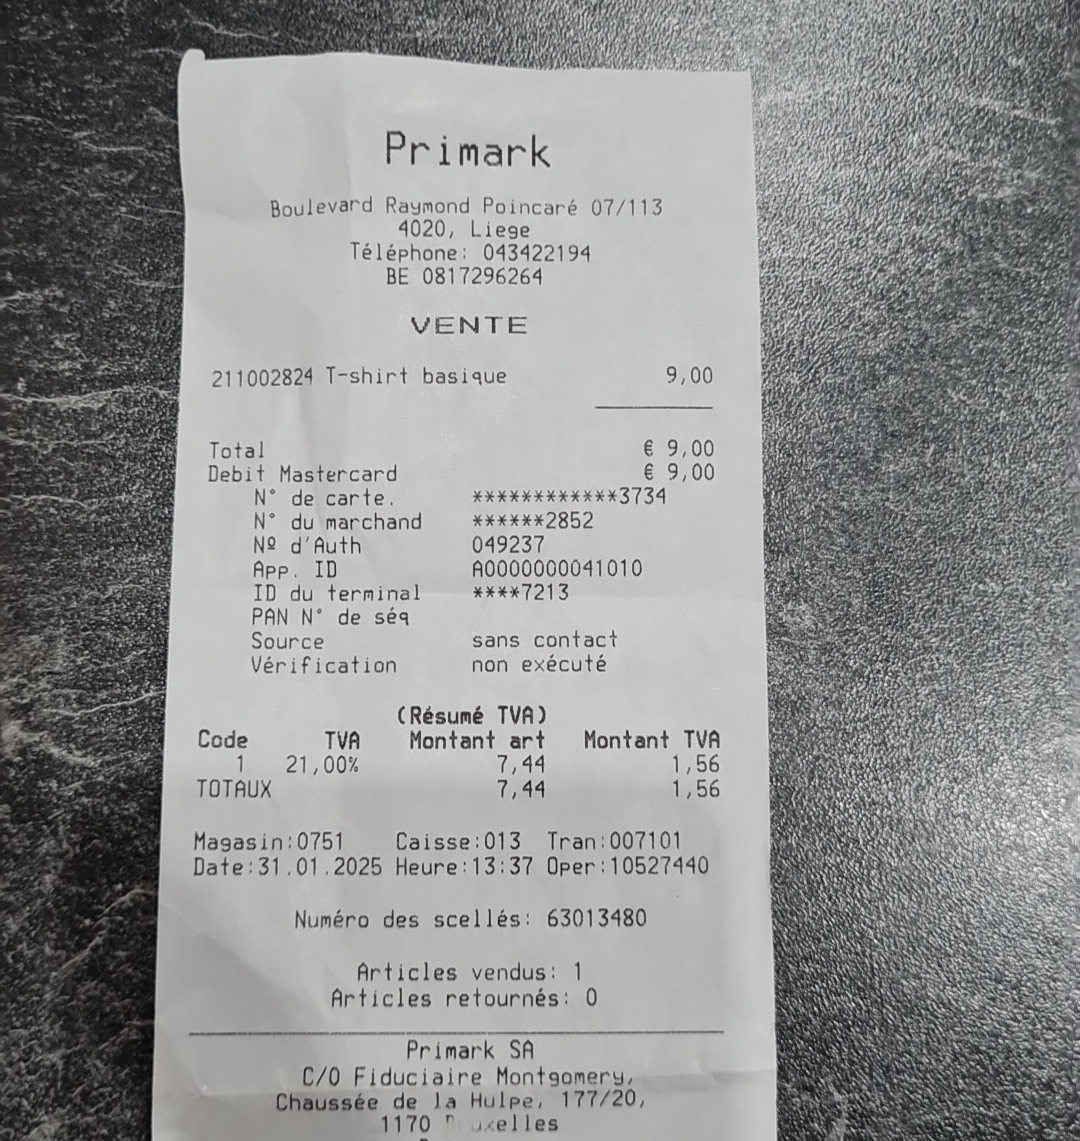 Primark
Boulevard Raymond Poincaré 07/113
4020, Liege
Téléphone: 043422194
BE 0817296264
VENTE
211002824 T-shirt basique 9,00
Total € 9,00
Debit Mastercard € 9,00
N° de carte. ************3734
N° du marchand ******2852
Nº d'Auth 049237
App. ID A0000000041010
ID du terminal ****7213
PAN N° de séq
Source sans contact
Vérification non exécuté
(Résumé TVA)
Code TVA Montant art Montant TVA
1 21,00% 7,44 1,56
TOTAUX 7,44 1,56
Magasin:0751 Caisse:013 Tran:007101
Date:31.01.2025 Heure:13:37 Oper:10527440
Numéro des scellés: 63013480
Articles vendus: 1
Articles retournés: 0
Primark SA
C/O Fiduciaire Montgomery,
Chaussée de la Hulpe, 177/20,
1170